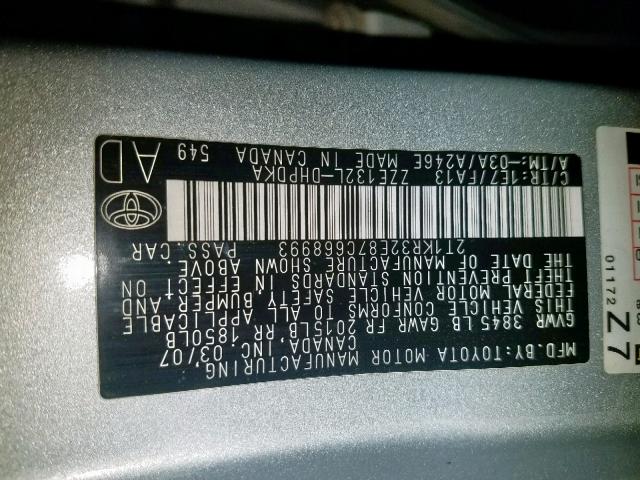 MFD.BY:TOYOTA MOTOR MANUFACTURING,
CANADA, INC. 03/07
GVWR 3845 LB GAWR FR 2015LB RR 1850LB
THIS VEHICLE CONFORMS TO ALL APPLICABLE
FEDERAL MOTOR VEHICLE SAFETY, BUMPER, AND
THEFT PREVENTION STANDARDS IN EFFECT ON
THE DATE OF MANUFACTURE SHOWN ABOVE.
2T1KR32E87C668993 PASS.CAR
C/TR:1E7/FA13 ZZE132L-DHPDKA
A/TM:-03A/A246E MADE IN CANADA 549
AD
01172
Z7